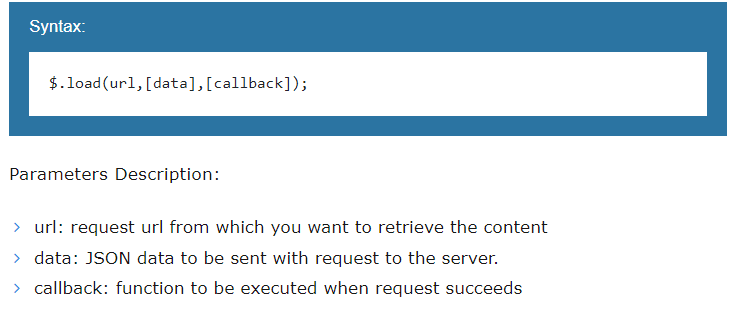 Syntax:
$.load(url,[data],[callback]);
Parameters Description:
url: request url from which you want to retrieve the content
data: JSON data to be sent with request to the server.
callback: function to be executed when request succeeds